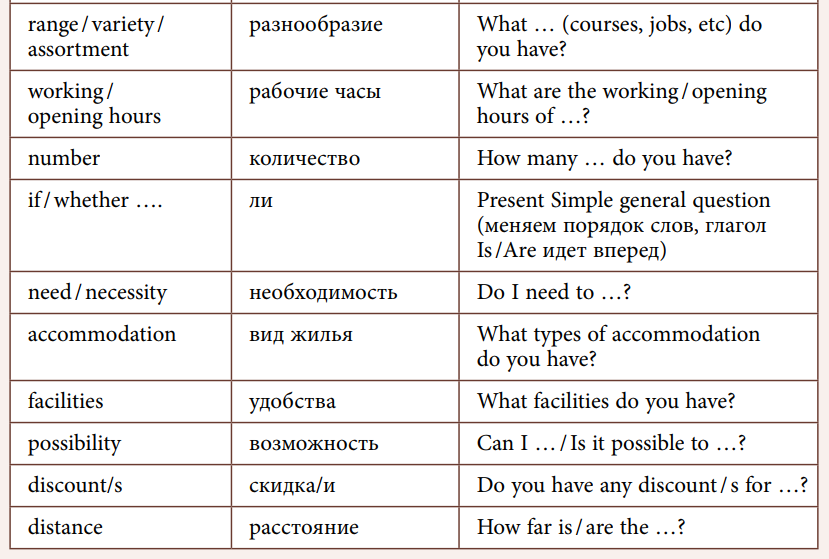 range / variety /
assortment
разнообразие
What … (courses, jobs, etc) do
you have?
working /
opening hours
рабочие часы
What are the working / opening
hours of …?
number
количество
How many … do you have?
if / whether ….
ли
Present Simple general question
(меняем порядок слов, глагол
Is / Are идет вперед)
need / necessity
необходимость
Do I need to …?
accommodation
вид жилья
What types of accommodation
do you have?
facilities
удобства
What facilities do you have?
possibility
возможность
Can I … / Is it possible to …?
discount/s
скидка/и
Do you have any discount / s for …?
distance
расстояние
How far is / are the …?